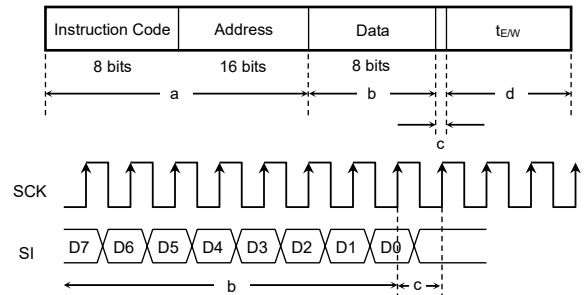 Instruction Code Address Data tE/W
8 bits 16 bits 8 bits
a b d
c
SCK
SI D7 D6 D5 D4 D3 D2 D1 D0
b c